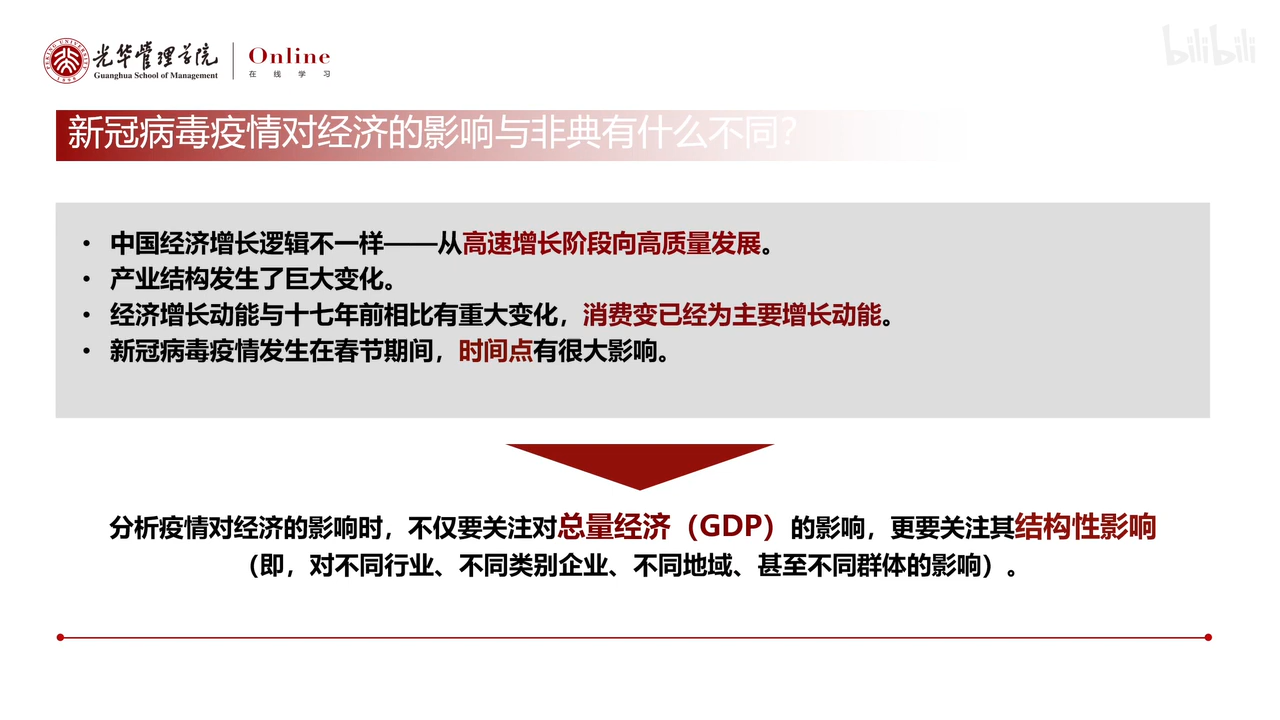 光华管理学院
Guanghua School of Management
Online
在线学习
bilibili
PEKING UNIVERSITY
1898
新冠病毒疫情对经济的影响与非典有什么不同？
• 中国经济增长逻辑不一样——从高速增长阶段向高质量发展。
• 产业结构发生了巨大变化。
• 经济增长动能与十七年前相比有重大变化，消费变已经为主要增长动能。
• 新冠病毒疫情发生在春节期间，时间点有很大影响。
分析疫情对经济的影响时，不仅要关注对总量经济（GDP）的影响，更要关注其结构性影响
（即，对不同行业、不同类别企业、不同地域、甚至不同群体的影响）。